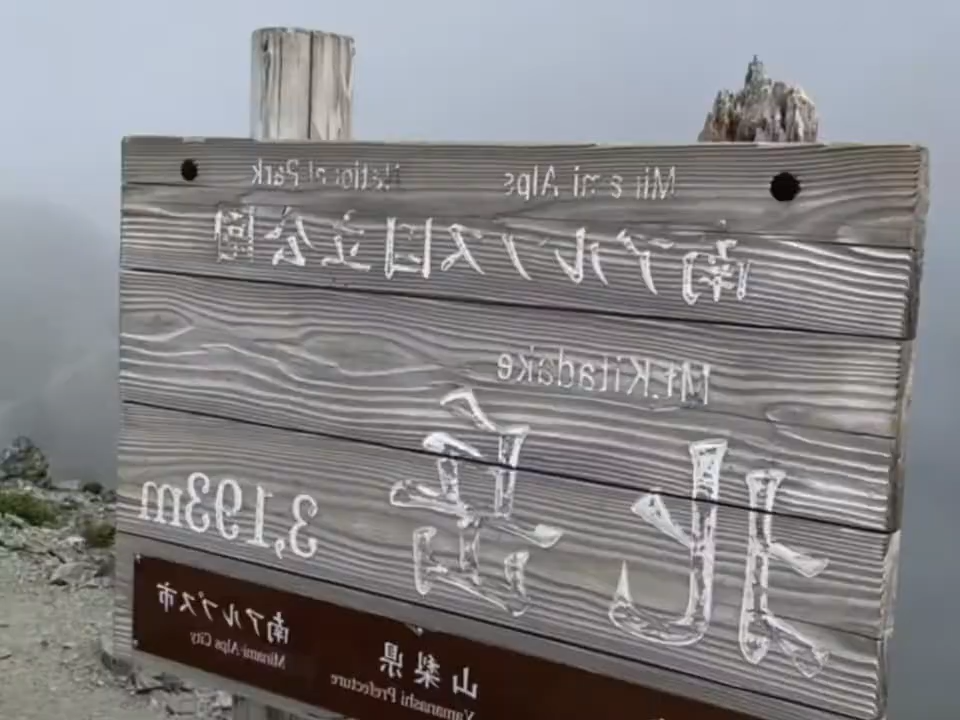 Minami Alps National Park
南アルプス国立公園
Mt.Kitadake
北岳
3,193m
南アルプス市
Minami-Alps City
山梨県
Yamanashi Prefecture